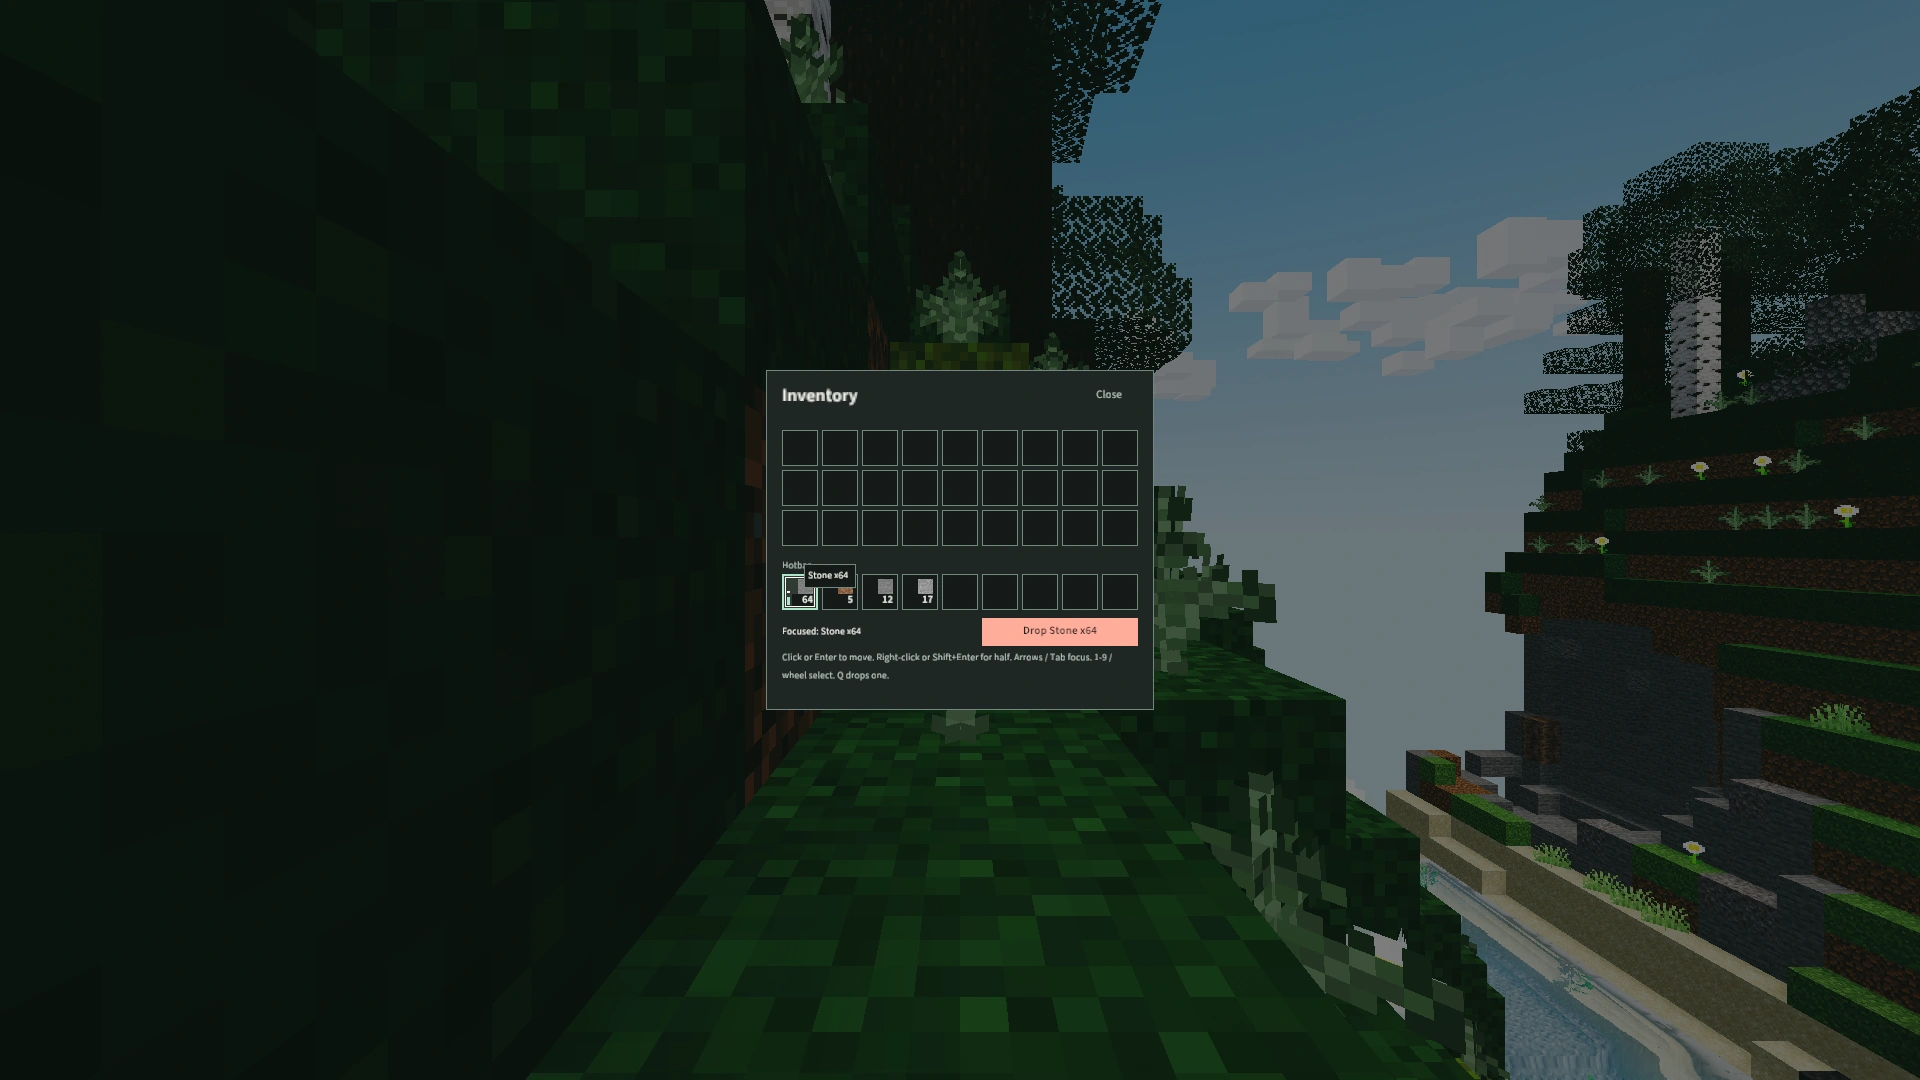 Inventory
Close
Hotba
Stone x64
64
5
12
17
Focused: Stone x64
Drop Stone x64
Click or Enter to move. Right-click or Shift+Enter for half. Arrows / Tab focus. 1-9 /
wheel select. Q drops one.